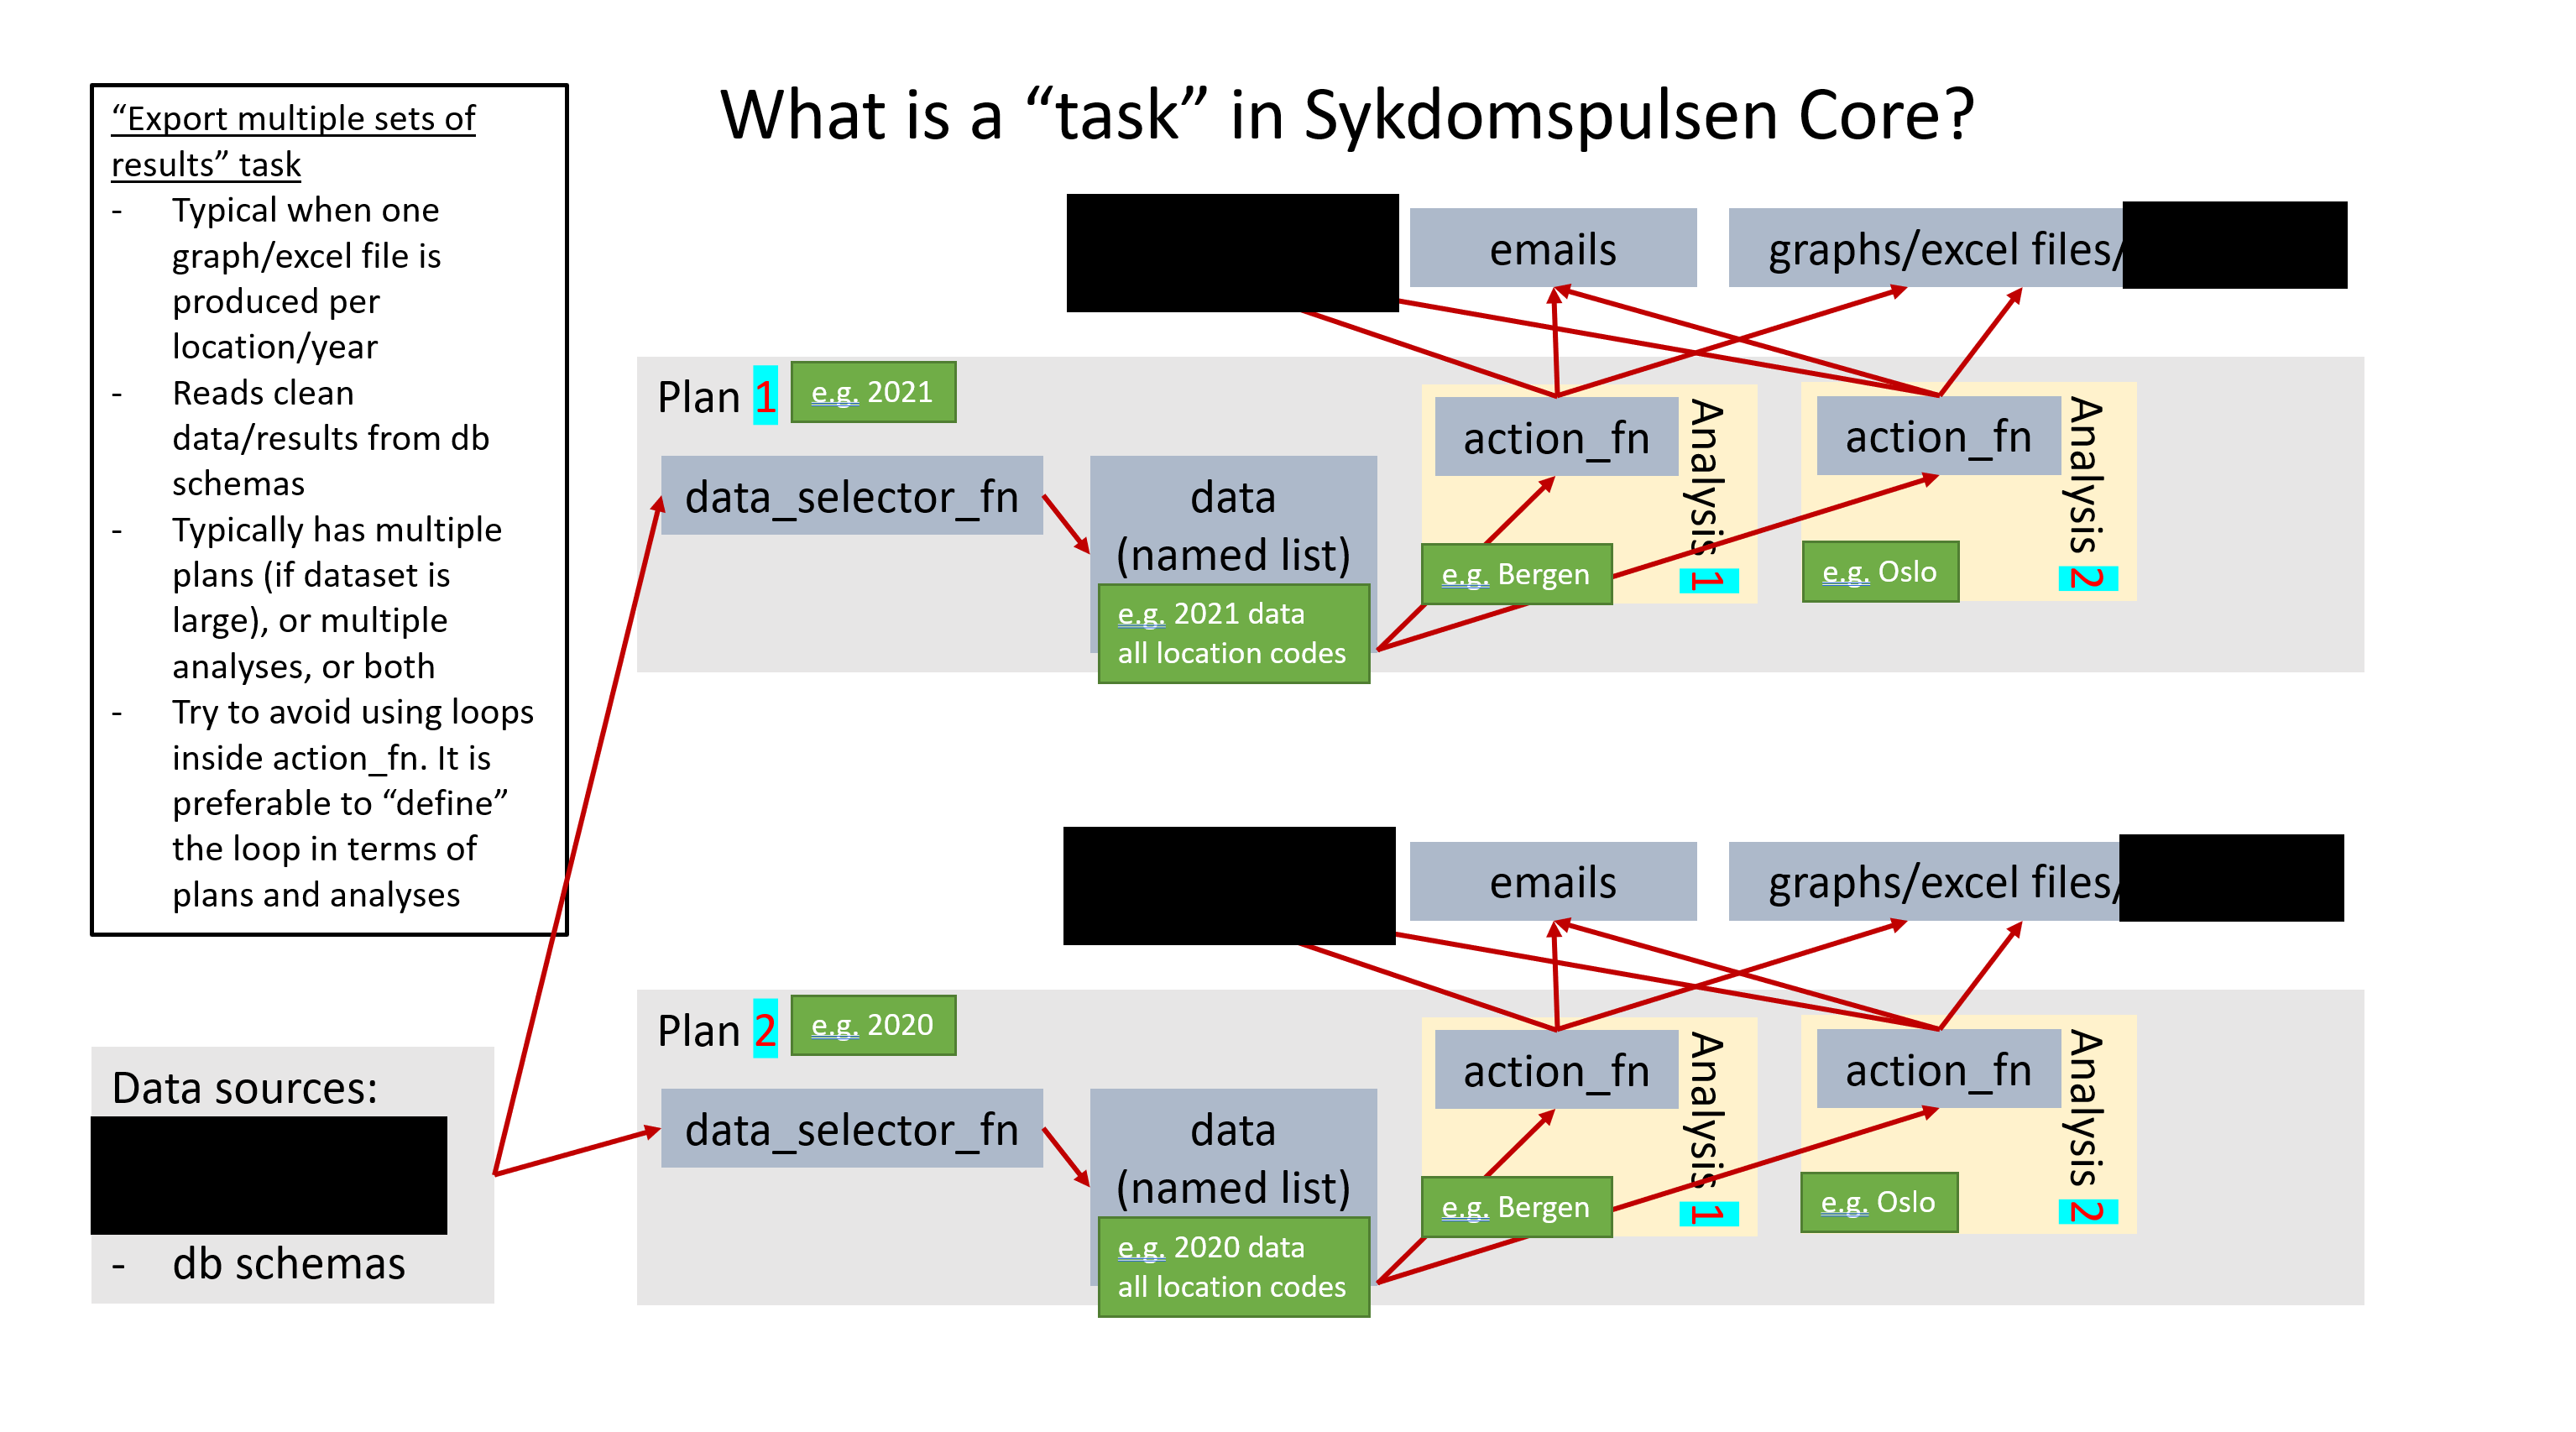 What is a “task” in Sykdomspulsen Core?
“Export multiple sets of
results” task
- Typical when one
graph/excel file is
produced per
location/year
- Reads clean
data/results from db
schemas
- Typically has multiple
plans (if dataset is
large), or multiple
analyses, or both
- Try to avoid using loops
inside action_fn. It is
preferable to “define”
the loop in terms of
plans and analyses
Data sources:
- db schemas
emails
graphs/excel files/
Plan 1
e.g. 2021
data_selector_fn
data
(named list)
e.g. 2021 data
all location codes
action_fn
Analysis 1
e.g. Bergen
action_fn
Analysis 2
e.g. Oslo
emails
graphs/excel files/
Plan 2
e.g. 2020
data_selector_fn
data
(named list)
e.g. 2020 data
all location codes
action_fn
Analysis 1
e.g. Bergen
action_fn
Analysis 2
e.g. Oslo